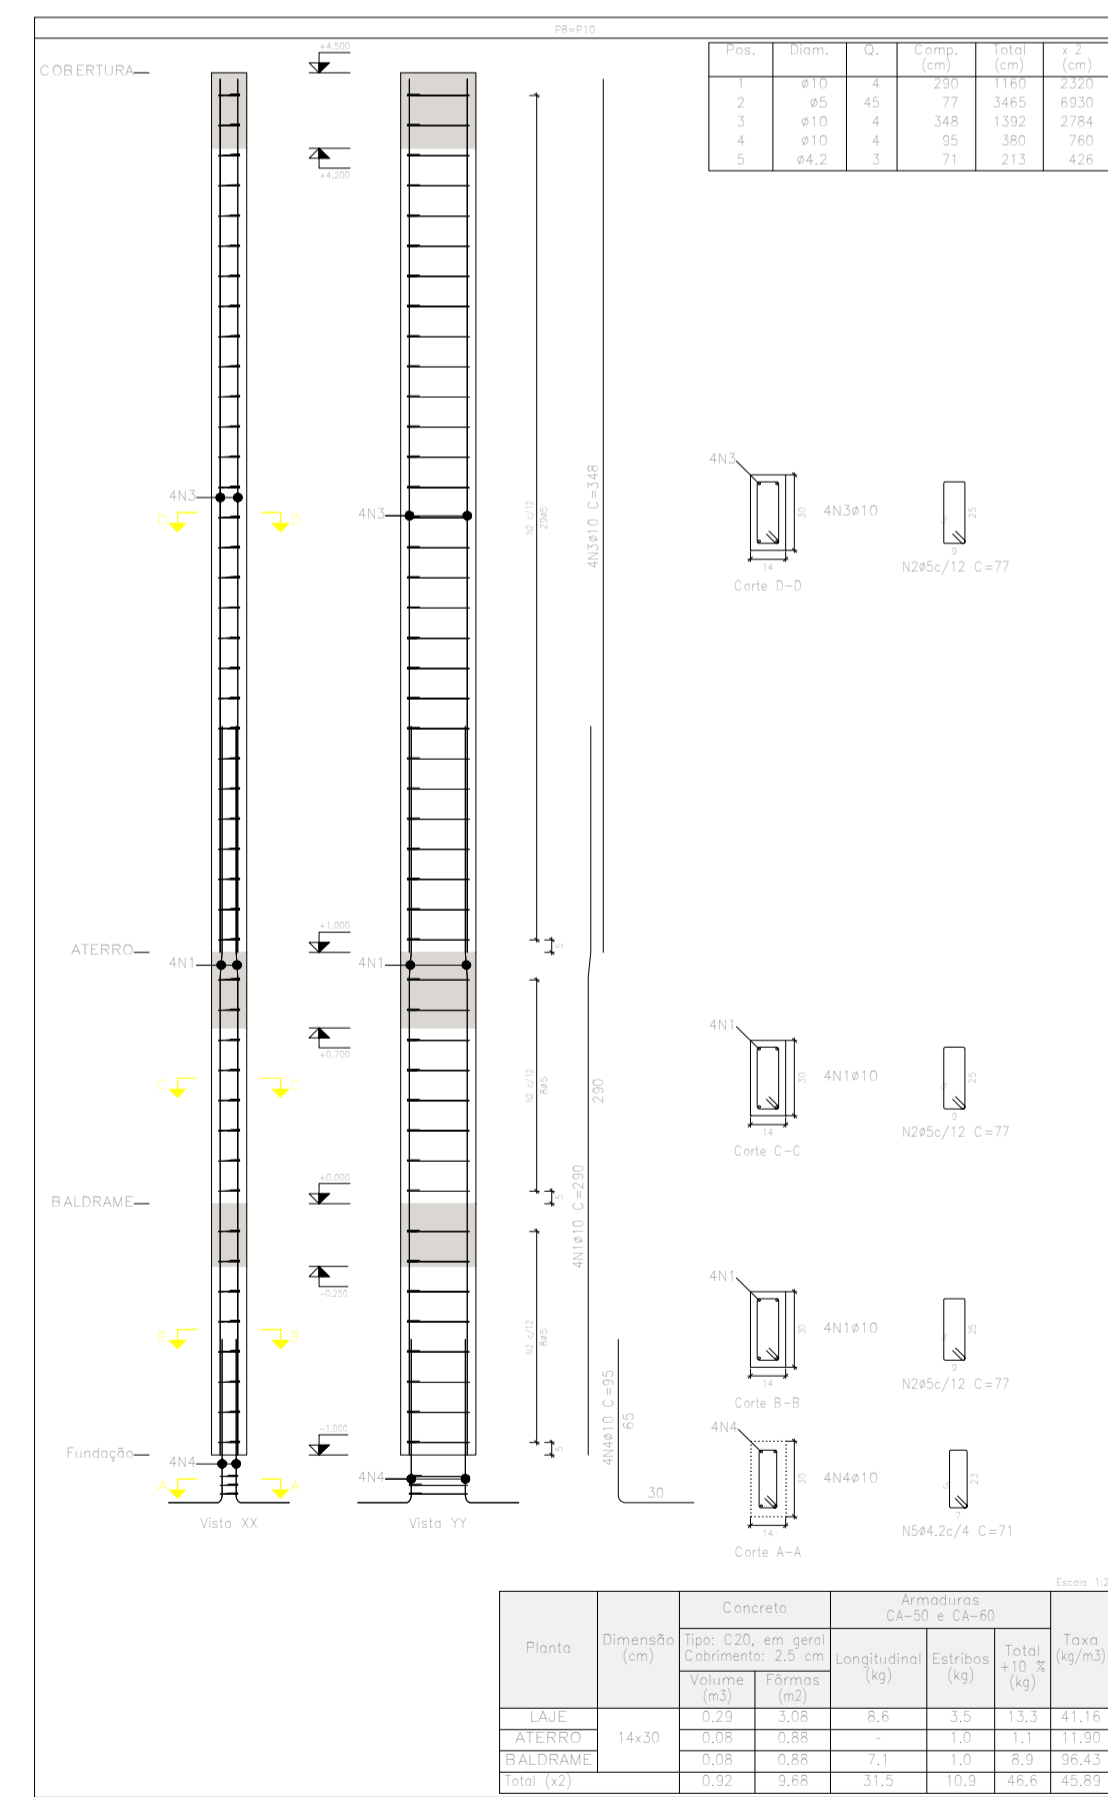 P8=P10
Pos. Diam. Q. Comp. (cm) Total (cm) x 2 (cm)
1 ø10 4 290 1160 2320
2 ø5 45 77 3465 6930
3 ø10 4 348 1392 2784
4 ø10 4 95 380 760
5 ø4.2 3 71 213 426
COBERTURA
+4,500
+4,200
4N3
D D
4N3
N2 c/12
29ø5
4N3ø10 C=348
4N3
30
14
4N3ø10
Corte D-D
25
9
N2ø5c/12 C=77
ATERRO
+1,000
5
4N1
4N1
+0,700
C C
N2 c/12
8ø5
290
4N1ø10 C=290
4N1
30
14
4N1ø10
Corte C-C
25
9
N2ø5c/12 C=77
BALDRAME
+0,000
5
-0,250
B B
N2 c/12
8ø5
4N1
30
14
4N1ø10
Corte B-B
25
9
N2ø5c/12 C=77
Fundação
-1,000
5
4N4
4N4
A A
4N4ø10 C=95
65
30
4N4
30
14
4N4ø10
Corte A-A
23
7
N5ø4.2c/4 C=71
Vista XX
Vista YY
Planta
Dimensão (cm)
Concreto
Tipo: C20, em geral
Cobrimento: 2.5 cm
Volume (m3)
Fôrmas (m2)
Armaduras
CA-50 e CA-60
Longitudinal (kg)
Estribos (kg)
Total +10 % (kg)
Taxa (kg/m3)
LAJE 14x30 0.29 3.08 8.6 3.5 13.3 41.16
ATERRO 0.08 0.88 - 1.0 1.1 11.90
BALDRAME 0.08 0.88 7.1 1.0 8.9 96.43
Total (x2) 0.92 9.68 31.5 10.9 46.6 45.89